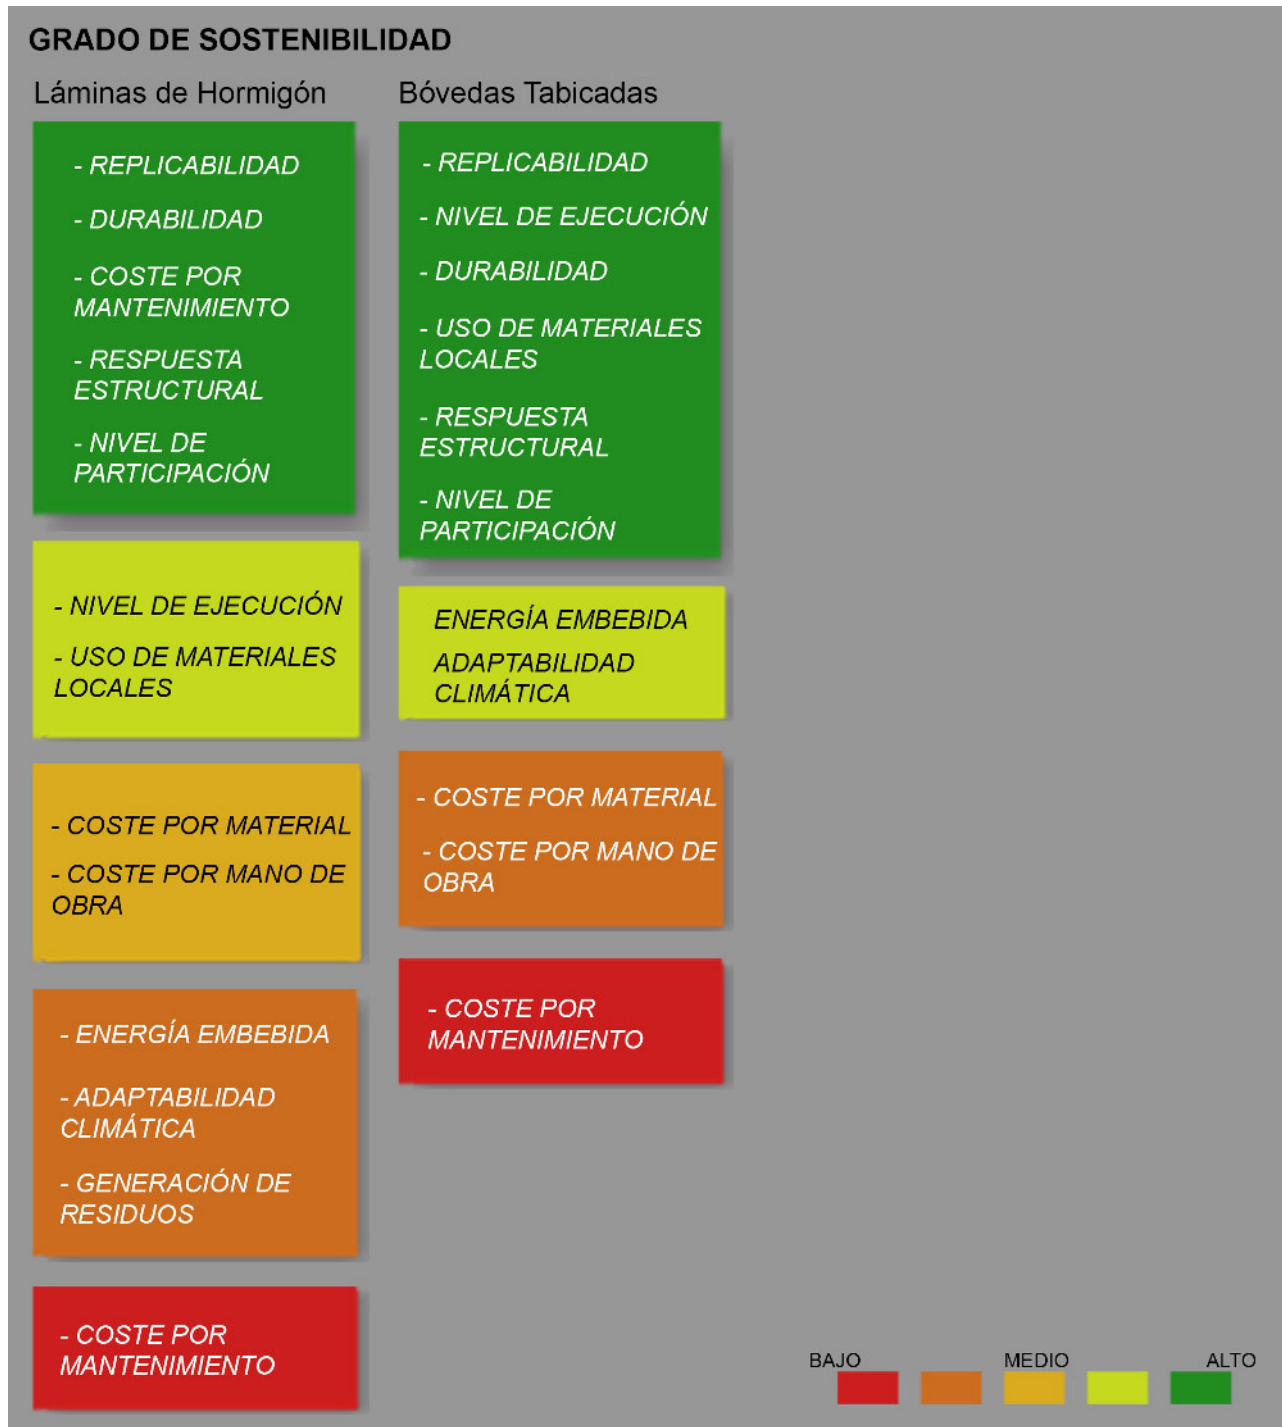 GRADO DE SOSTENIBILIDAD
Láminas de Hormigón
- REPLICABILIDAD
- DURABILIDAD
- COSTE POR
MANTENIMIENTO
- RESPUESTA
ESTRUCTURAL
- NIVEL DE
PARTICIPACIÓN
- NIVEL DE EJECUCIÓN
- USO DE MATERIALES
LOCALES
- COSTE POR MATERIAL
- COSTE POR MANO DE
OBRA
- ENERGÍA EMBEBIDA
- ADAPTABILIDAD
CLIMÁTICA
- GENERACIÓN DE
RESIDUOS
- COSTE POR
MANTENIMIENTO
Bóvedas Tabicadas
- REPLICABILIDAD
- NIVEL DE EJECUCIÓN
- DURABILIDAD
- USO DE MATERIALES
LOCALES
- RESPUESTA
ESTRUCTURAL
- NIVEL DE
PARTICIPACIÓN
ENERGÍA EMBEBIDA
ADAPTABILIDAD
CLIMÁTICA
- COSTE POR MATERIAL
- COSTE POR MANO DE
OBRA
- COSTE POR
MANTENIMIENTO
BAJO MEDIO ALTO